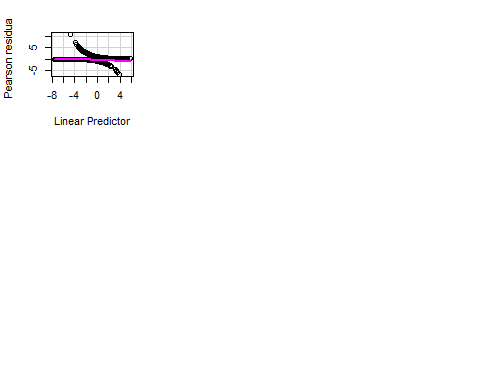 Pearson residua
5
-5
-8 -4 0 4
Linear Predictor